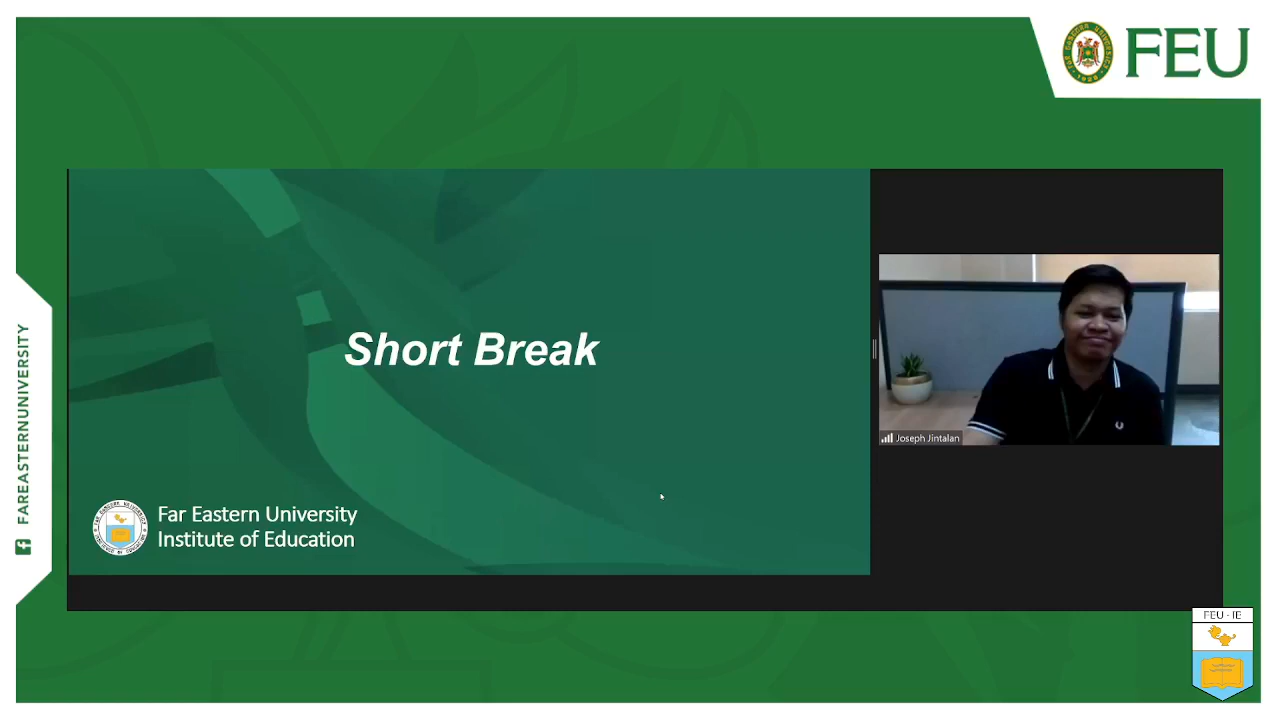 FEU
FAREASTERNUNIVERSITY
Short Break
Far Eastern University
Institute of Education
Joseph Jintalan
FEU - IE